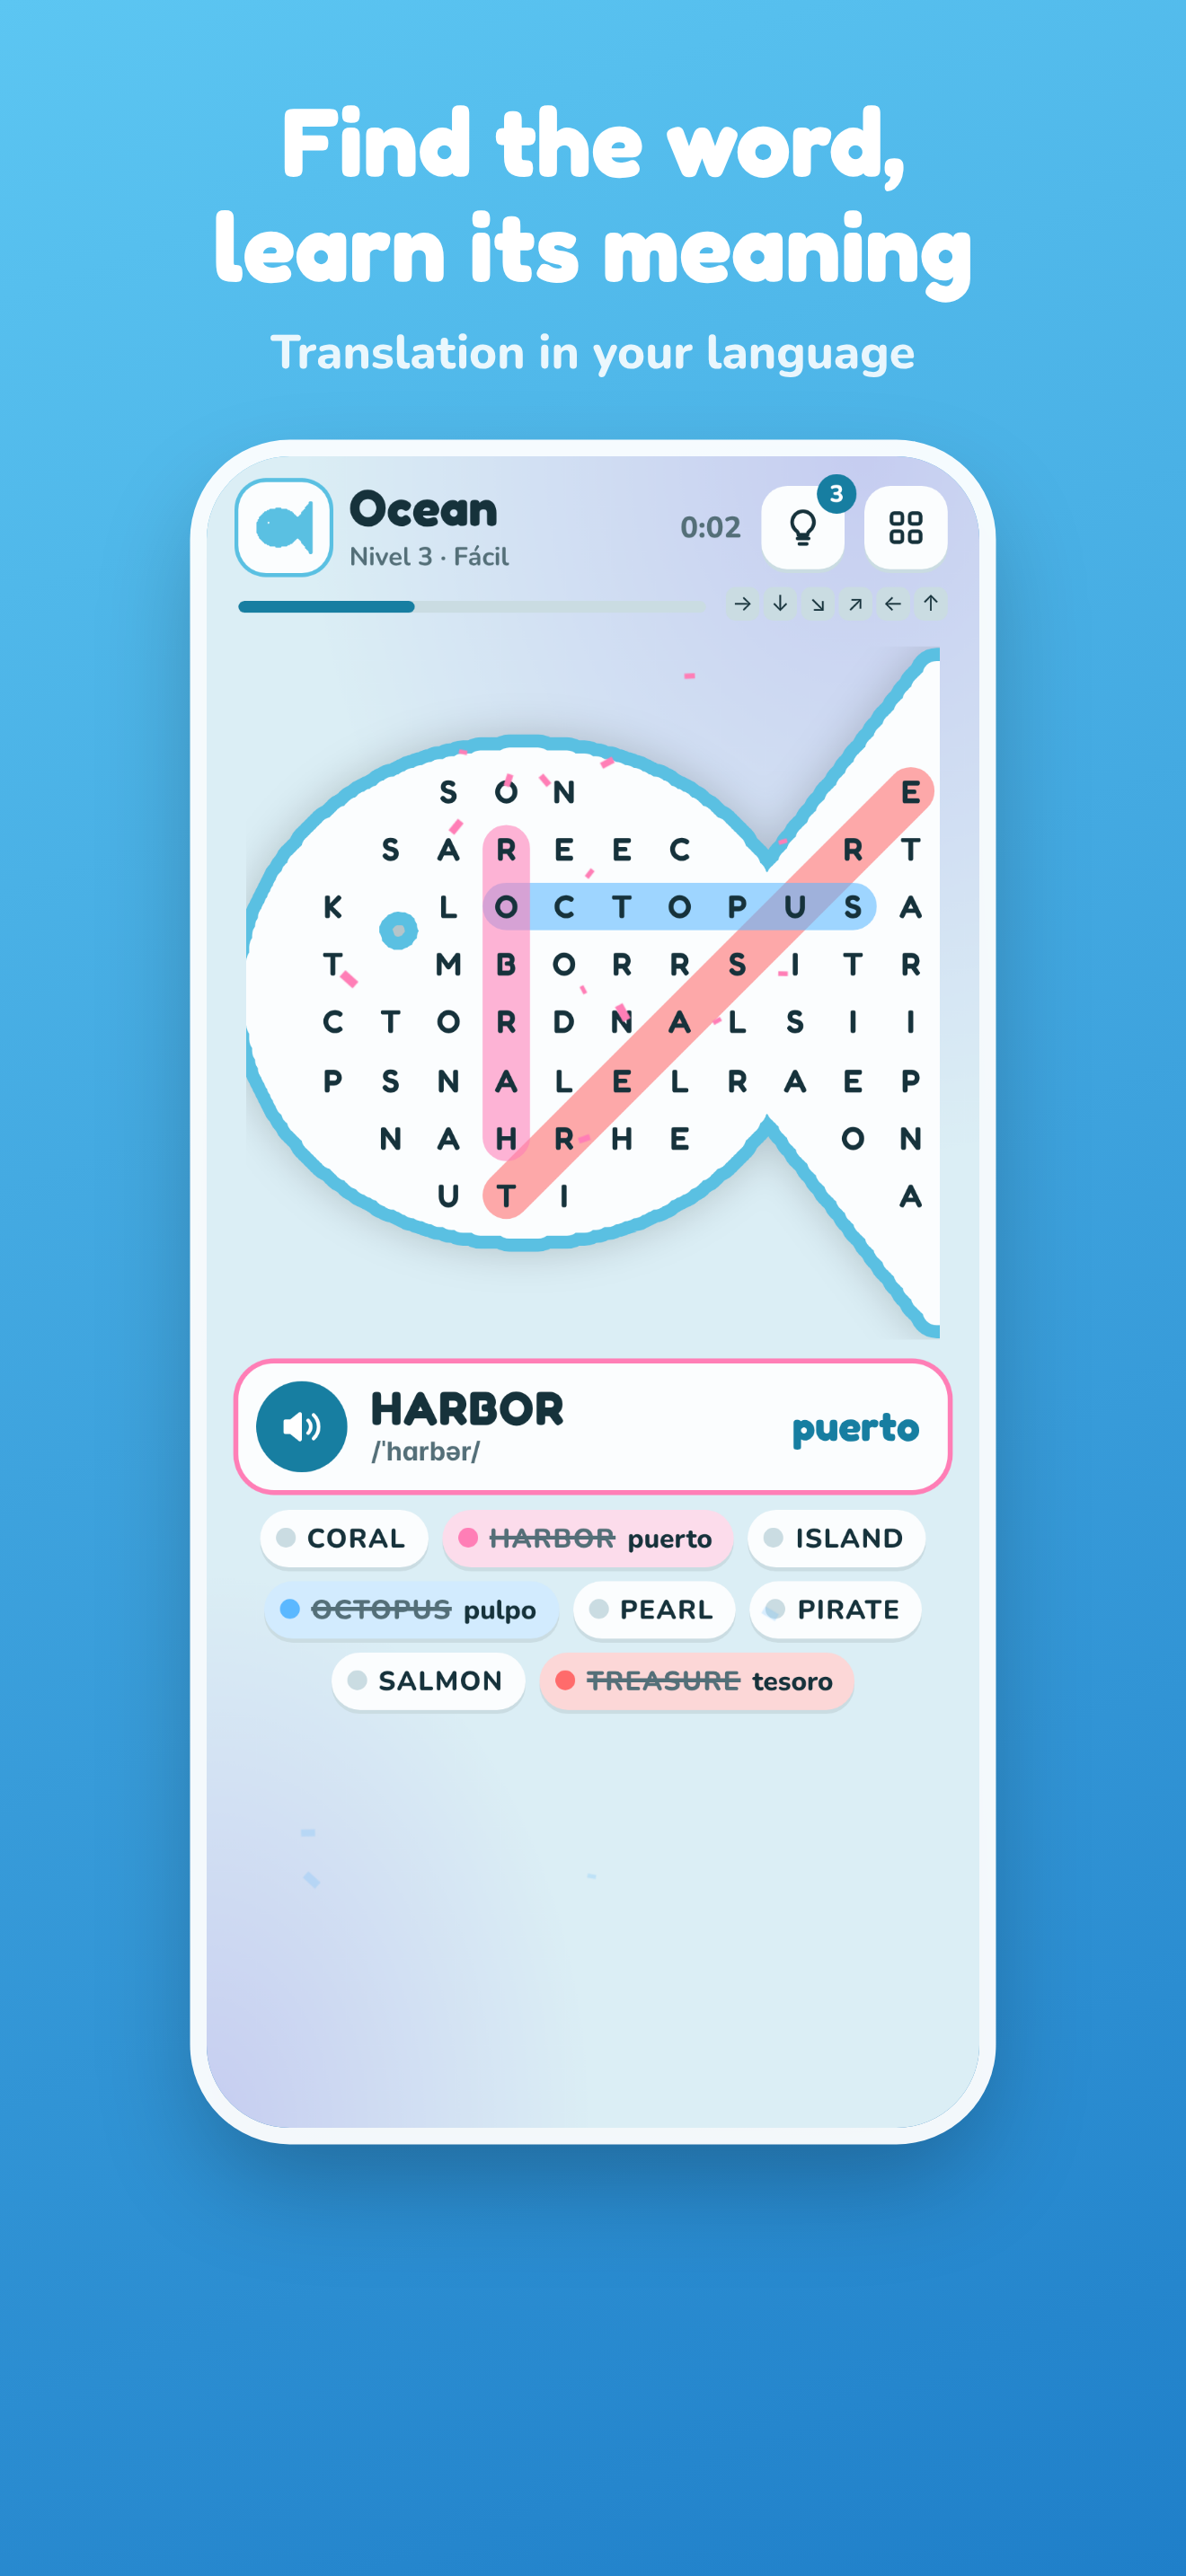 Find the word,
learn its meaning
Translation in your language
Ocean
Nivel 3 · Fácil
0:02
3
→ ↓ ↘ ↗ ← ↑
S O N E
S A R E E C R T
K L O C T O P U S A
T M B O R R S I T R
C T O R D N A L S I I
P S N A L E L R A E P
N A H R H E O N
U T I A
HARBOR
/ˈhɑrbər/
puerto
CORAL HARBOR puerto ISLAND
OCTOPUS pulpo PEARL PIRATE
SALMON TREASURE tesoro